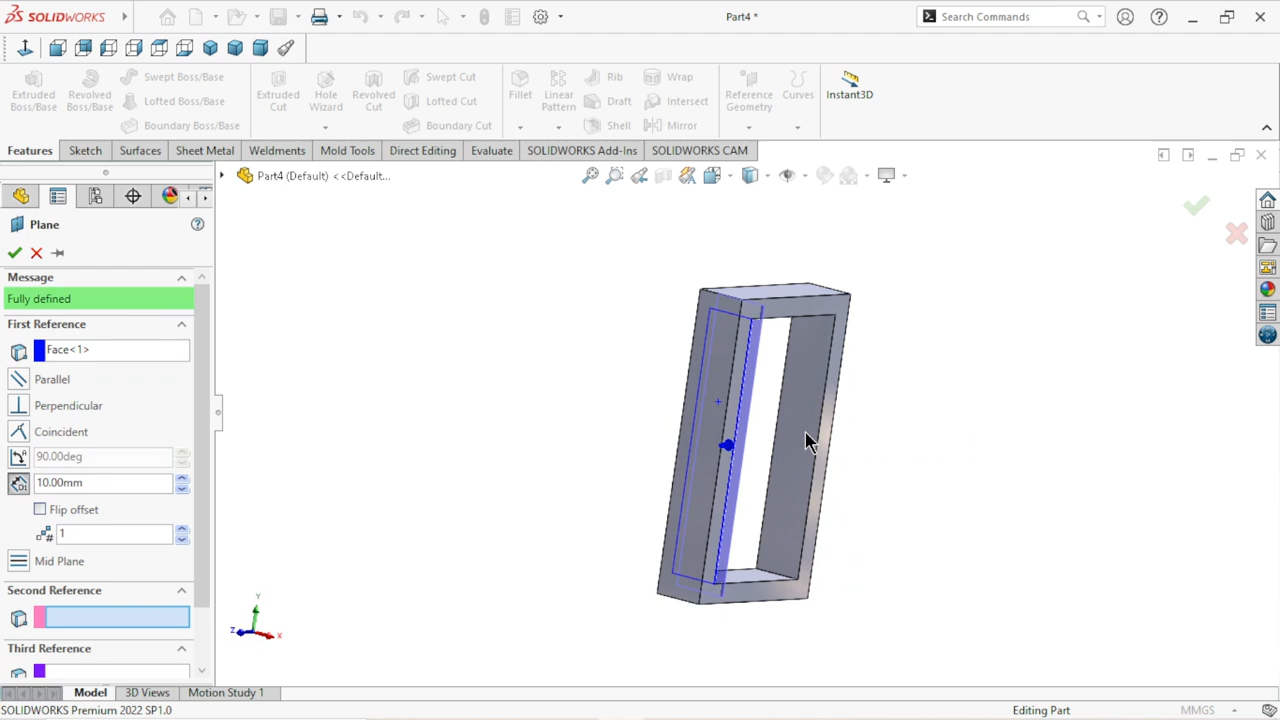 SOLIDWORKS
Part4 *
Search Commands
Extruded Boss/Base
Revolved Boss/Base
Swept Boss/Base
Lofted Boss/Base
Boundary Boss/Base
Extruded Cut
Hole Wizard
Revolved Cut
Swept Cut
Lofted Cut
Boundary Cut
Fillet
Linear Pattern
Rib
Draft
Shell
Wrap
Intersect
Mirror
Reference Geometry
Curves
Instant3D
Features
Sketch
Surfaces
Sheet Metal
Weldments
Mold Tools
Direct Editing
Evaluate
SOLIDWORKS Add-Ins
SOLIDWORKS CAM
Part4 (Default) <<Default...
Plane
Message
Fully defined
First Reference
Face<1>
Parallel
Perpendicular
Coincident
90.00deg
10.00mm
Flip offset
1
Mid Plane
Second Reference
Third Reference
Y
Z
X
Model
3D Views
Motion Study 1
SOLIDWORKS Premium 2022 SP1.0
Editing Part
MMGS